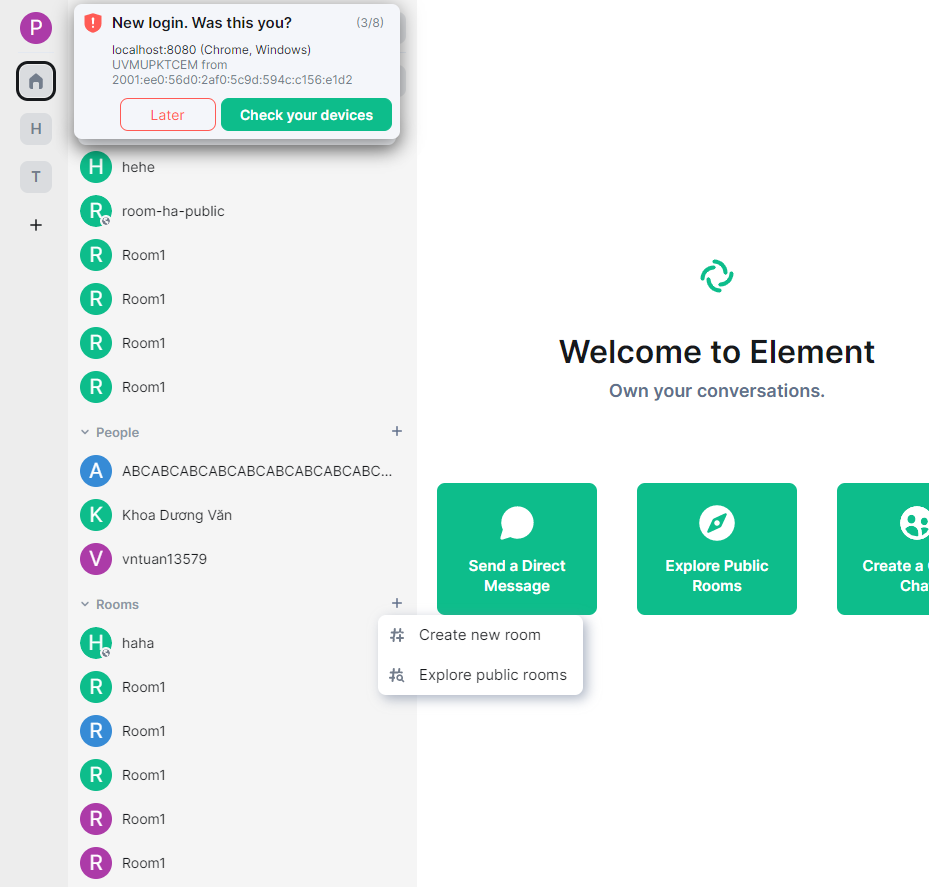 P
New login. Was this you?
(3/8)
localhost:8080 (Chrome, Windows)
UVMUPKTCEM from
2001:ee0:56d0:2af0:5c9d:594c:c156:e1d2
Later
Check your devices
H
T
H
hehe
R
room-ha-public
R
Room1
R
Room1
R
Room1
R
Room1
People
A
ABCABCABCABCABCABCABCABCABC...
K
Khoa Dương Văn
V
vntuan13579
Rooms
H
haha
R
Room1
R
Room1
R
Room1
R
Room1
R
Room1
Create new room
Explore public rooms
Welcome to Element
Own your conversations.
Send a Direct
Message
Explore Public
Rooms
Create a
Cha